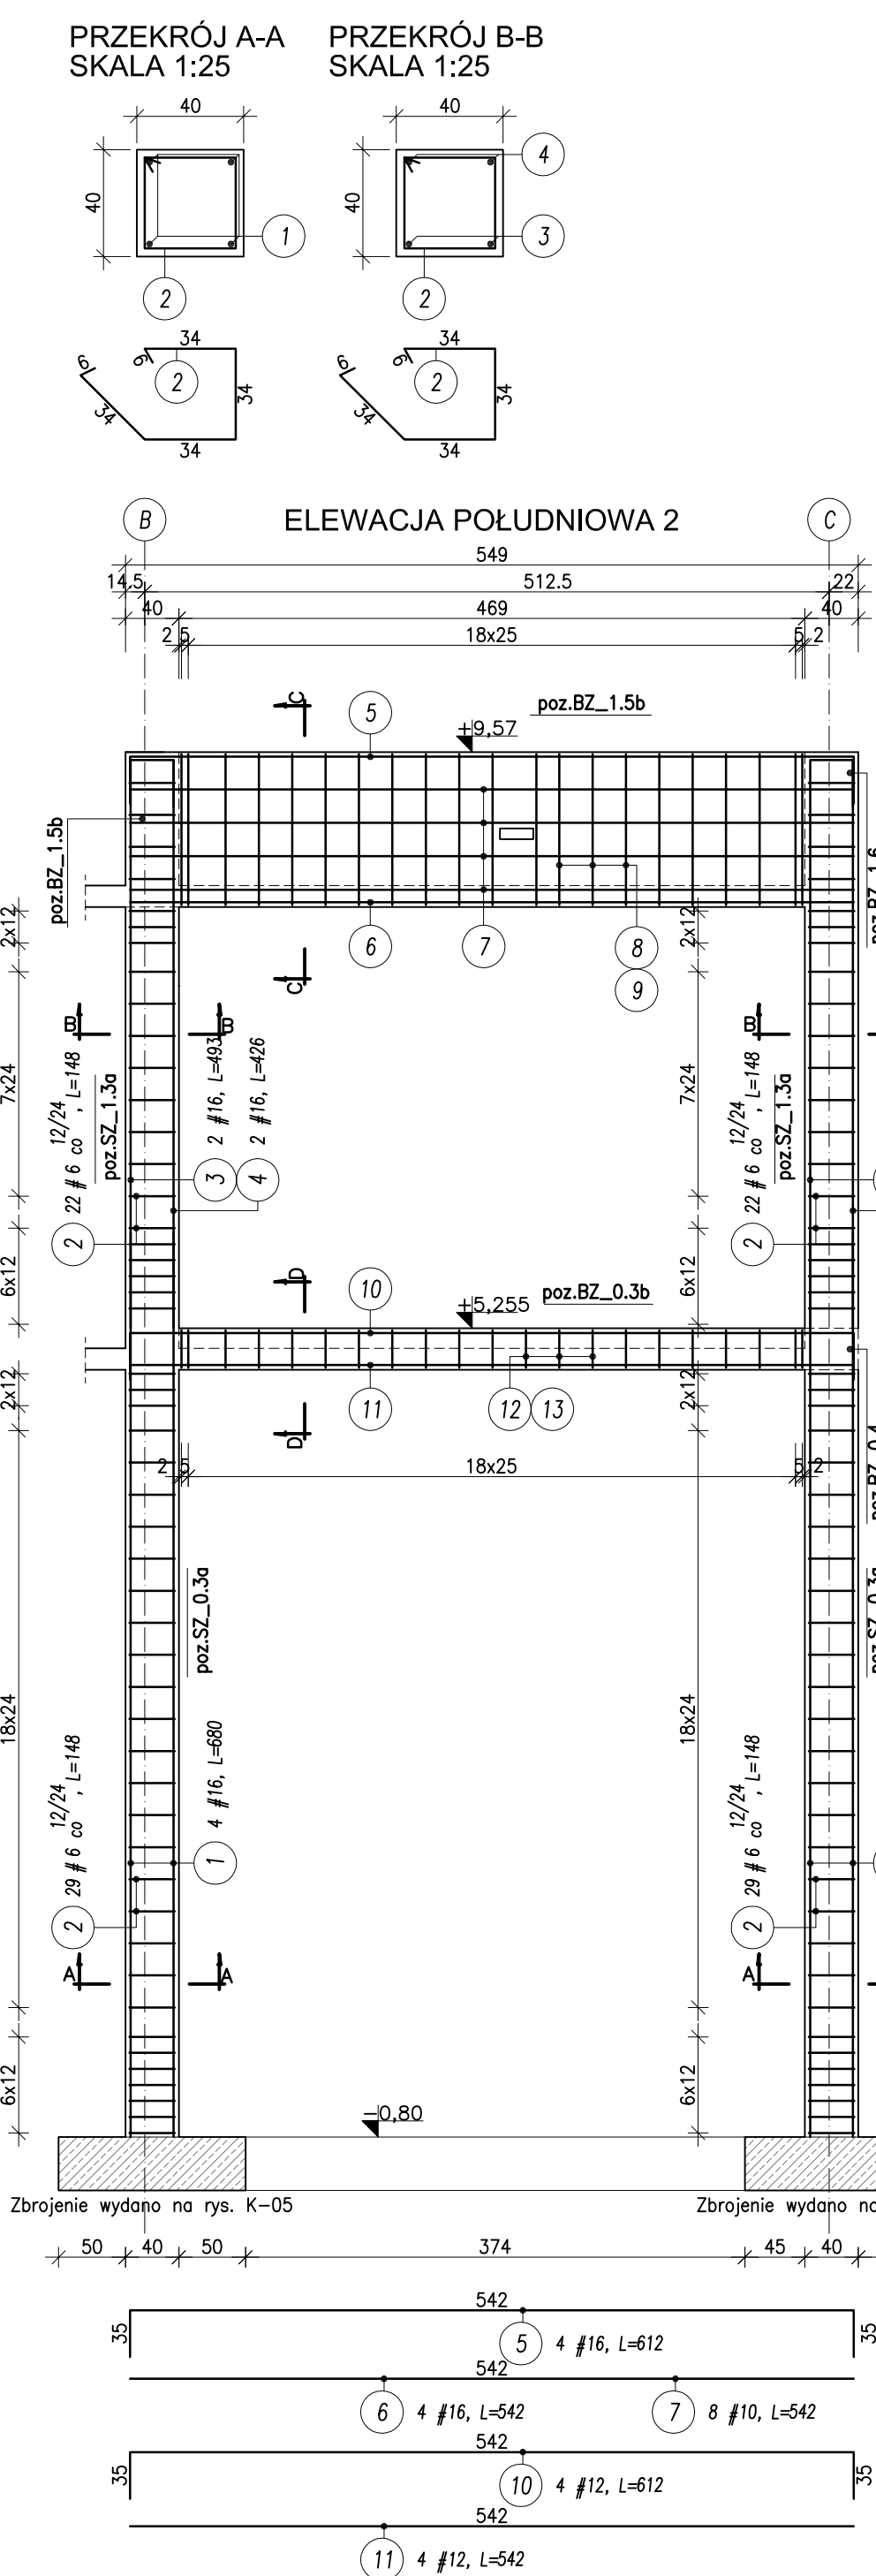 PRZEKRÓJ A-A
SKALA 1:25
PRZEKRÓJ B-B
SKALA 1:25
40
40
40
40
1
2
4
3
2
34
6
6
2
34
34
34
34
6
6
2
34
34
34
B
ELEWACJA POŁUDNIOWA 2
C
549
14.5
512.5
22
40
469
40
2
5
18x25
5
2
C
5
poz.BZ_1.5b
+9,57
poz.BZ_1.5b
2x12
6
7
8
9
2x12
C
B
B
B
7x24
22 #6 co 12/24, L=148
poz.SZ_1.3a
2 #16, L=493
2 #16, L=426
7x24
22 #6 co 12/24, L=148
poz.SZ_1.3a
3
4
2
2
6x12
6x12
D
10
+5,255
poz.BZ_0.3b
2x12
11
12
13
2x12
D
2
5
18x25
5
2
poz.SZ_0.3a
18x24
18x24
29 #6 co 12/24, L=148
4 #16, L=680
29 #6 co 12/24, L=148
1
2
2
A
A
A
6x12
6x12
-0,80
Zbrojenie wydano na rys. K-05
Zbrojenie wydano
50
40
50
374
45
40
542
35
35
5
4 #16, L=612
542
6
4 #16, L=542
7
8 #10, L=542
542
35
35
10
4 #12, L=612
542
11
4 #12, L=542